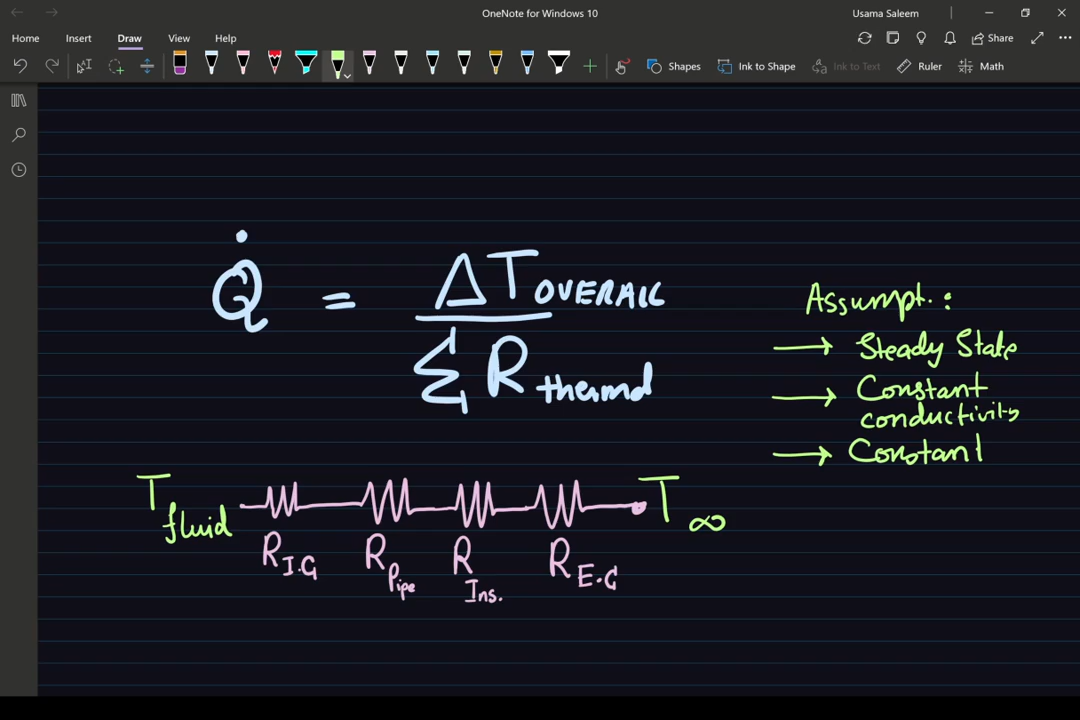 OneNote for Windows 10
Usama Saleem
Home Insert Draw View Help
Share
Shapes
Ink to Shape
Ink to Text
Ruler
Math
Q̇ = ΔT OVERALL
Σ R thermal
Assumpt. :
→ Steady State
→ Constant
conductivity
→ Constant
T fluid
T ∞
R I.C
R Pipe
R Ins.
R E.C